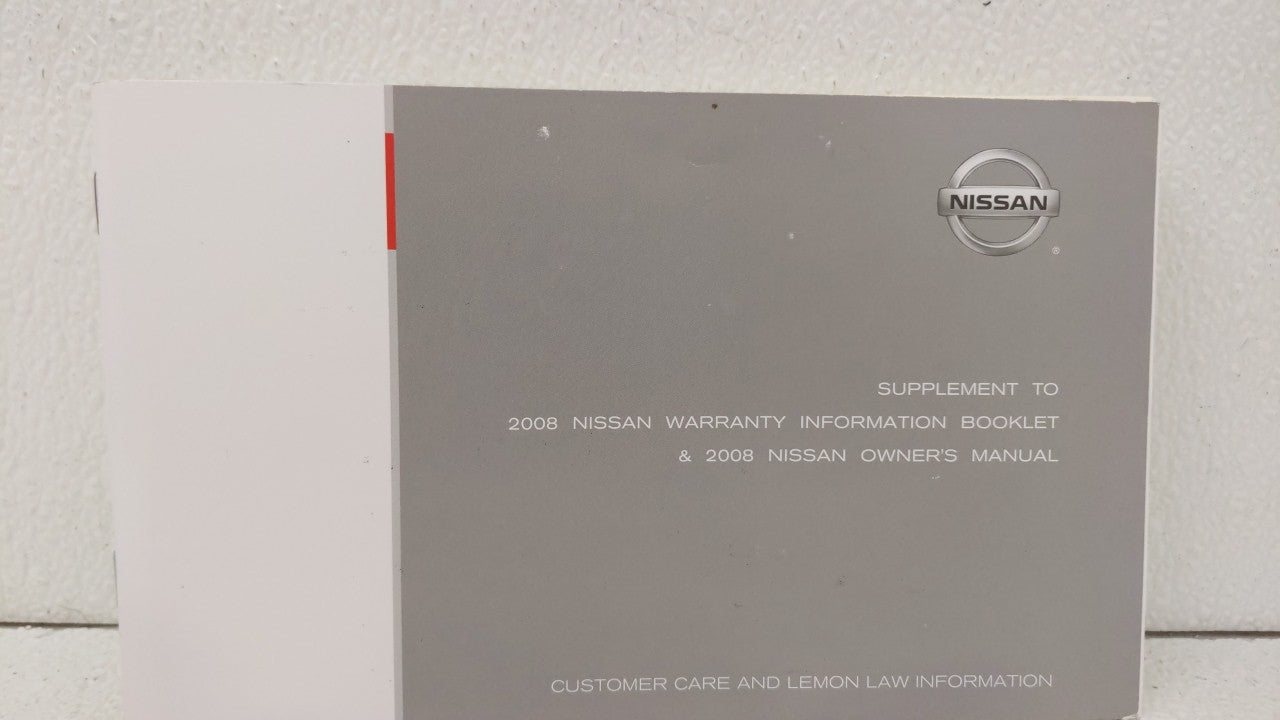 NISSAN
®
SUPPLEMENT TO
2008 NISSAN WARRANTY INFORMATION BOOKLET
& 2008 NISSAN OWNER'S MANUAL
CUSTOMER CARE AND LEMON LAW INFORMATION